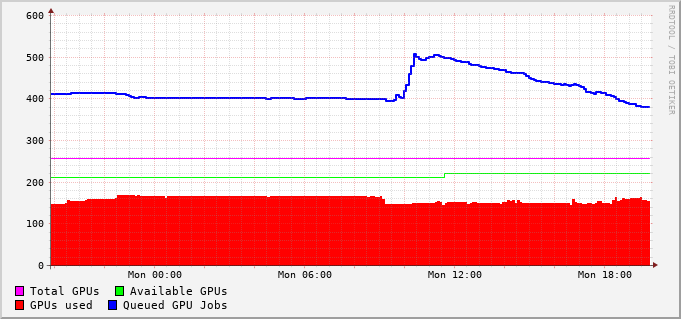 600
500
400
300
200
100
0
Mon 00:00 Mon 06:00 Mon 12:00 Mon 18:00
Total GPUs Available GPUs
GPUs used Queued GPU Jobs
RRDTOOL / TOBI OETIKER